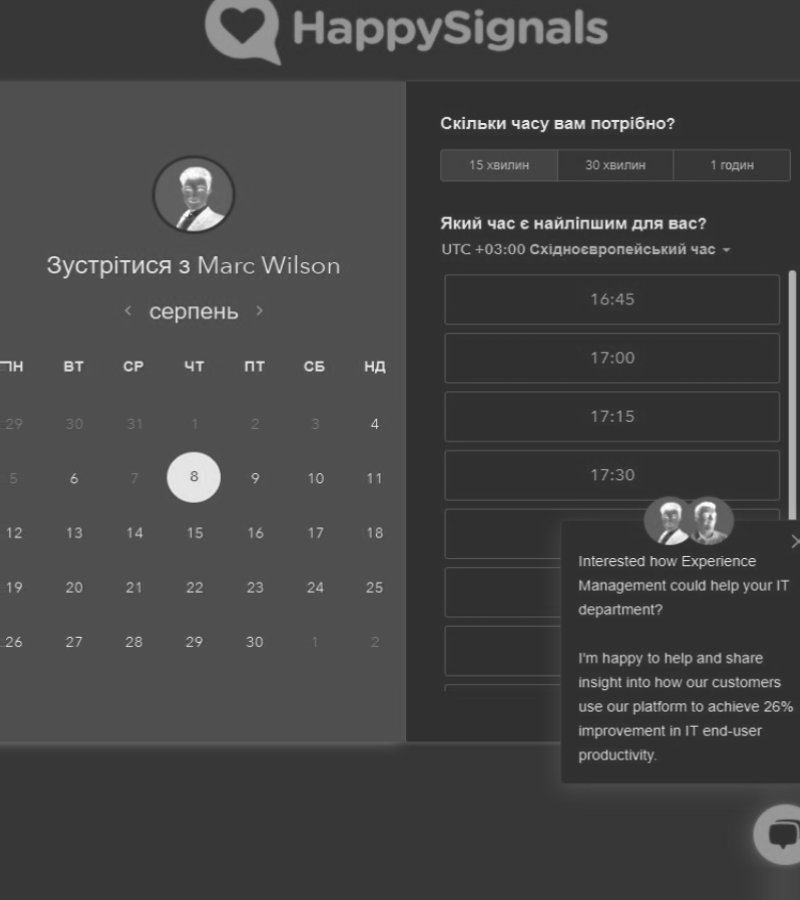 HappySignals
Зустрітися з Marc Wilson
серпень
ПН ВТ СР ЧТ ПТ СБ НД
29 30 31 1 2 3 4
5 6 7 8 9 10 11
12 13 14 15 16 17 18
19 20 21 22 23 24 25
26 27 28 29 30 1 2
Скільки часу вам потрібно?
15 хвилин 30 хвилин 1 годин
Який час є найліпшим для вас?
UTC +03:00 Східноєвропейський час
16:45
17:00
17:15
17:30
Interested how Experience
Management could help your IT
department?
I'm happy to help and share
insight into how our customers
use our platform to achieve 26%
improvement in IT end-user
productivity.